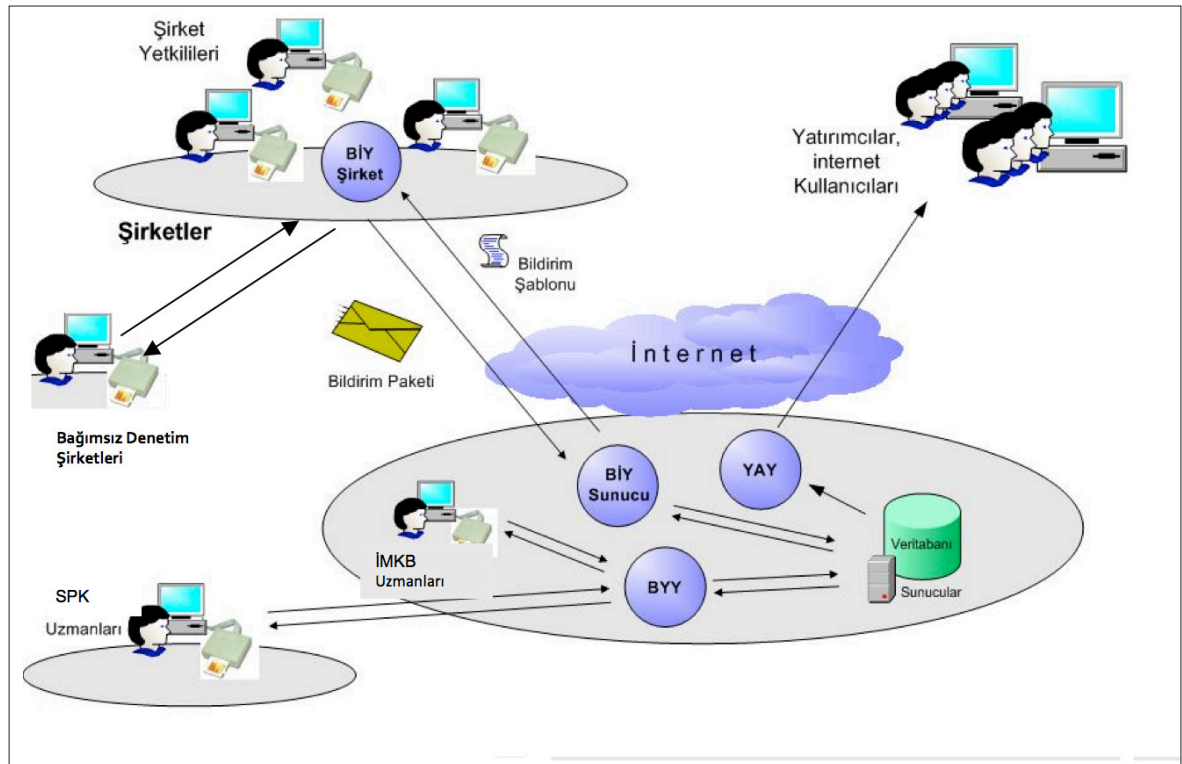 Şirket
Yetkilileri
BİY
Şirket
Şirketler
Yatırımcılar,
internet
Kullanıcıları
Bildirim
Şablonu
Bildirim Paketi
İnternet
Bağımsız Denetim
Şirketleri
BİY
Sunucu
YAY
Veritabanı
Sunucular
İMKB
Uzmanları
BYY
SPK
Uzmanları